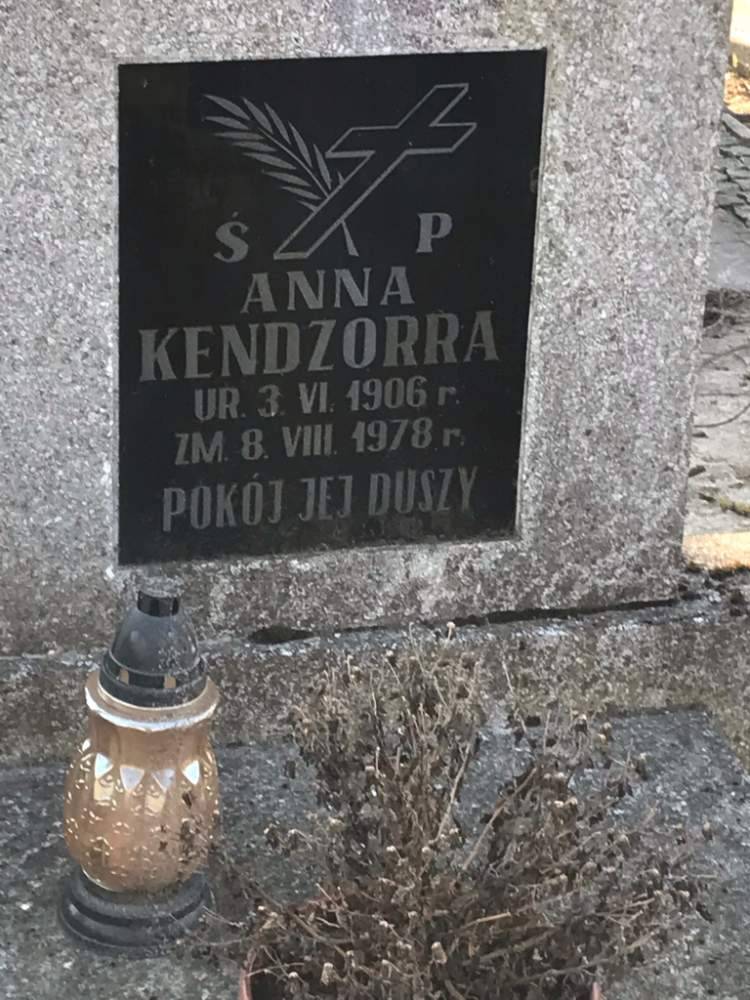 Ś P
ANNA
KENDZORRA
UR. 3. VI. 1906 r.
ZM. 8. VIII. 1978 r.
POKÓJ JEJ DUSZY